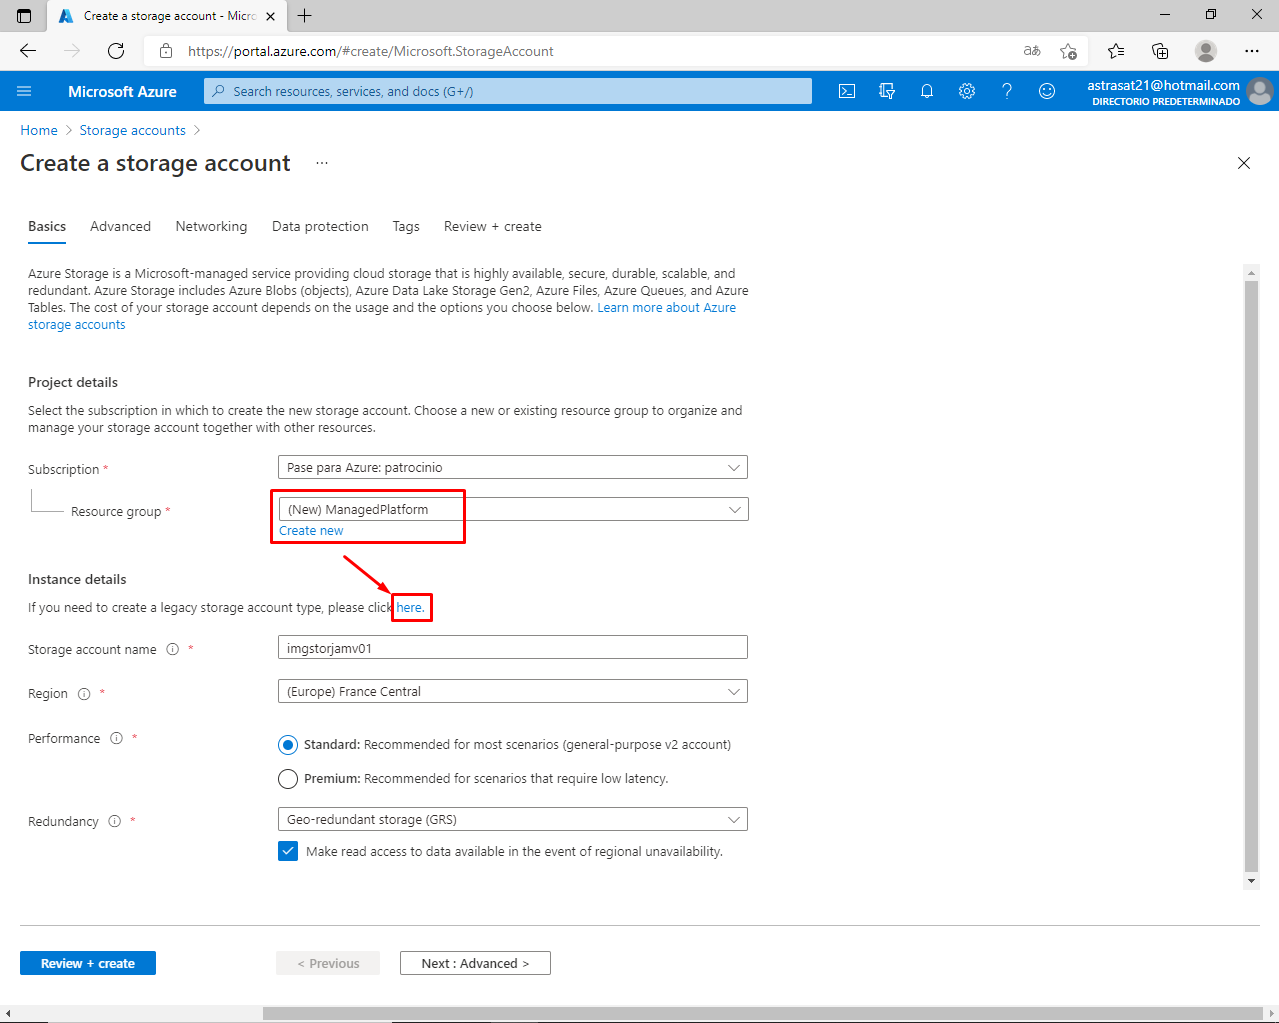 Create a storage account - Micro
https://portal.azure.com/#create/Microsoft.StorageAccount
Microsoft Azure
Search resources, services, and docs (G+/)
astrasat21@hotmail.com
DIRECTORIO PREDETERMINADO
Home > Storage accounts >
Create a storage account ...
Basics Advanced Networking Data protection Tags Review + create
Azure Storage is a Microsoft-managed service providing cloud storage that is highly available, secure, durable, scalable, and
redundant. Azure Storage includes Azure Blobs (objects), Azure Data Lake Storage Gen2, Azure Files, Azure Queues, and Azure
Tables. The cost of your storage account depends on the usage and the options you choose below. Learn more about Azure
storage accounts
Project details
Select the subscription in which to create the new storage account. Choose a new or existing resource group to organize and
manage your storage account together with other resources.
Subscription * Pase para Azure: patrocinio
Resource group * (New) ManagedPlatform
Create new
Instance details
If you need to create a legacy storage account type, please click here.
Storage account name * imgstorjamv01
Region * (Europe) France Central
Performance * Standard: Recommended for most scenarios (general-purpose v2 account)
Premium: Recommended for scenarios that require low latency.
Redundancy * Geo-redundant storage (GRS)
Make read access to data available in the event of regional unavailability.
Review + create < Previous Next : Advanced >